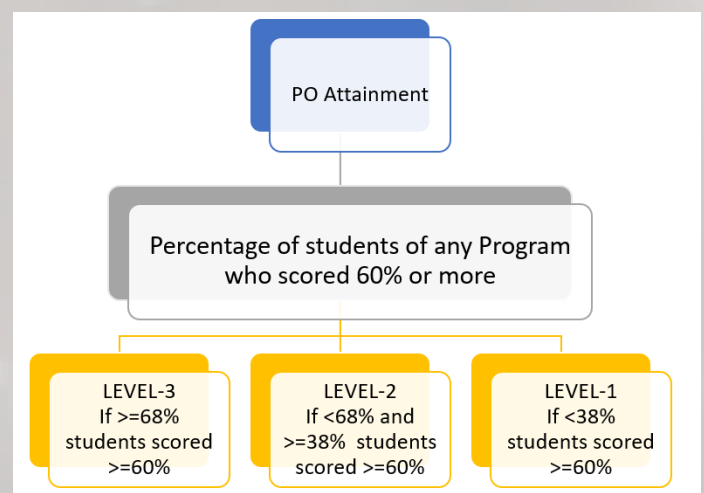 PO Attainment
Percentage of students of any Program
who scored 60% or more
LEVEL-3
If >=68%
students scored
>=60%
LEVEL-2
If <68% and
>=38% students
scored >=60%
LEVEL-1
If <38%
students scored
>=60%